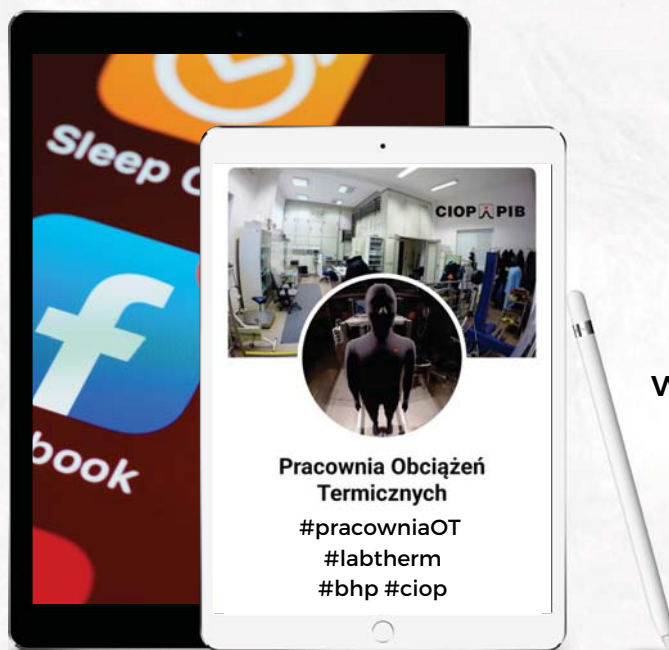 Sleep C
book
CIOP PIB
Pracownia Obciążeń
Termicznych
#pracowniaOT
#labtherm
#bhp #ciop